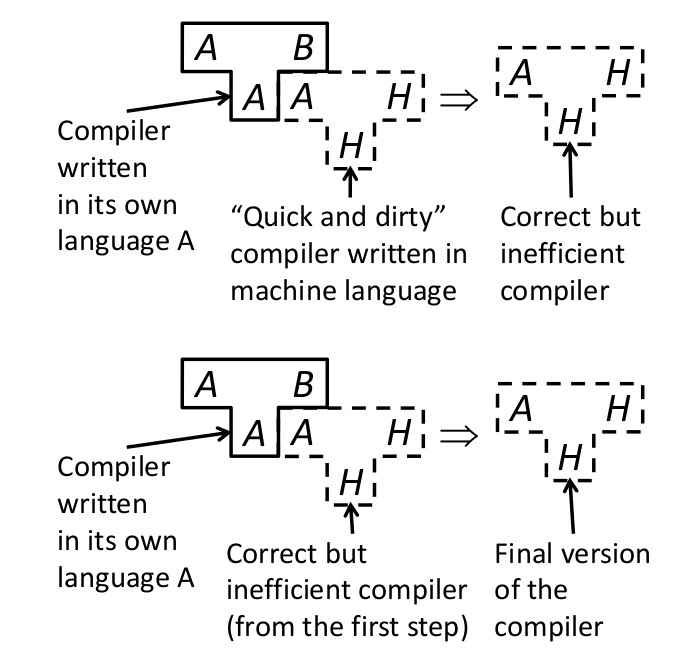 A B
A A H ⇒ A H
H H
Compiler
written
in its own
language A
“Quick and dirty”
compiler written in
machine language
Correct but
inefficient
compiler
A B
A A H ⇒ A H
H H
Compiler
written
in its own
language A
Correct but
inefficient compiler
(from the first step)
Final version
of the
compiler